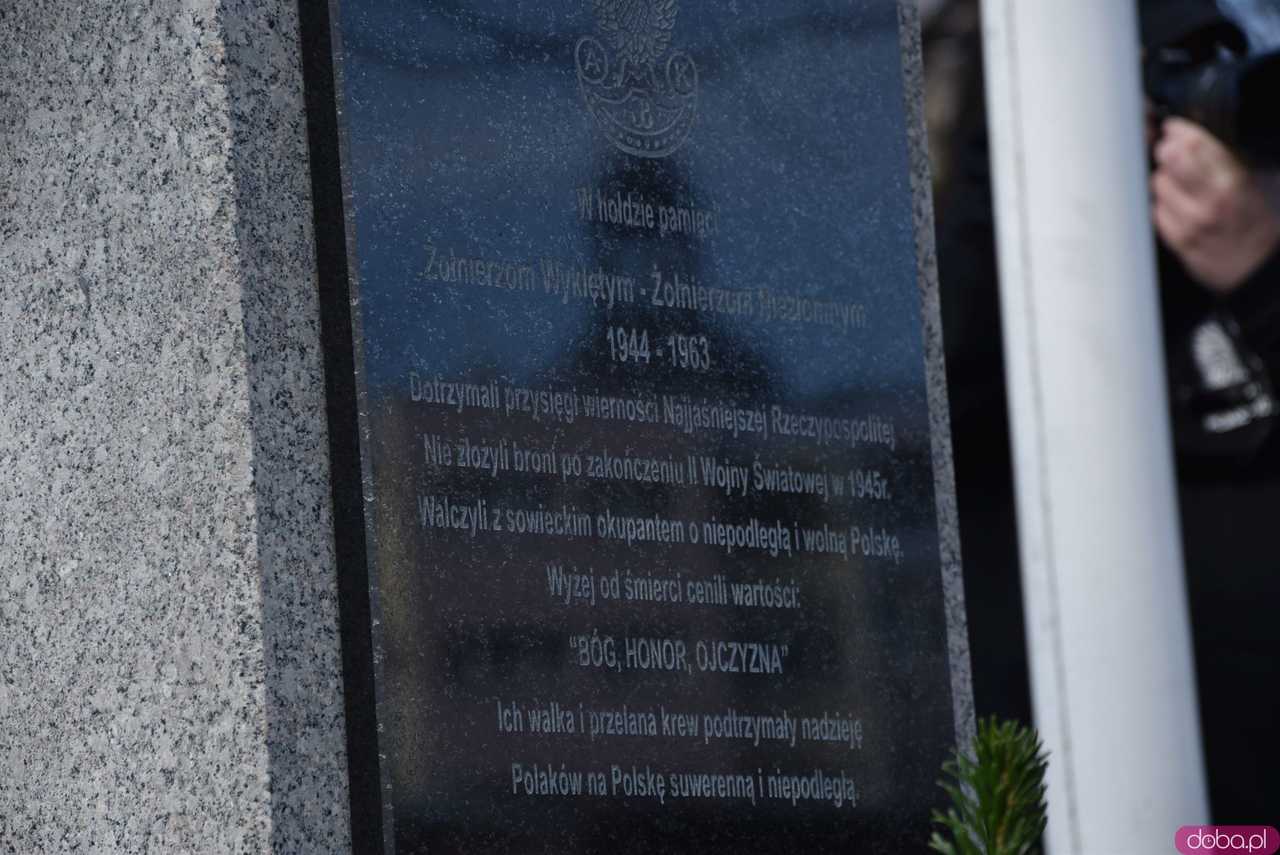 A K
W hołdzie pamięci
Żołnierzom Wyklętym - Żołnierzom Niezłomnym
1944 - 1963
Dotrzymali przysięgi wierności Najjaśniejszej Rzeczypospolitej
Nie złożyli broni po zakończeniu II Wojny Światowej w 1945r.
Walczyli z sowieckim okupantem o niepodległą i wolną Polskę.
Wyżej od śmierci cenili wartości:
“BÓG, HONOR, OJCZYZNA”
Ich walka i przelana krew podtrzymały nadzieję
Polaków na Polskę suwerenną i niepodległą.
doba.pl